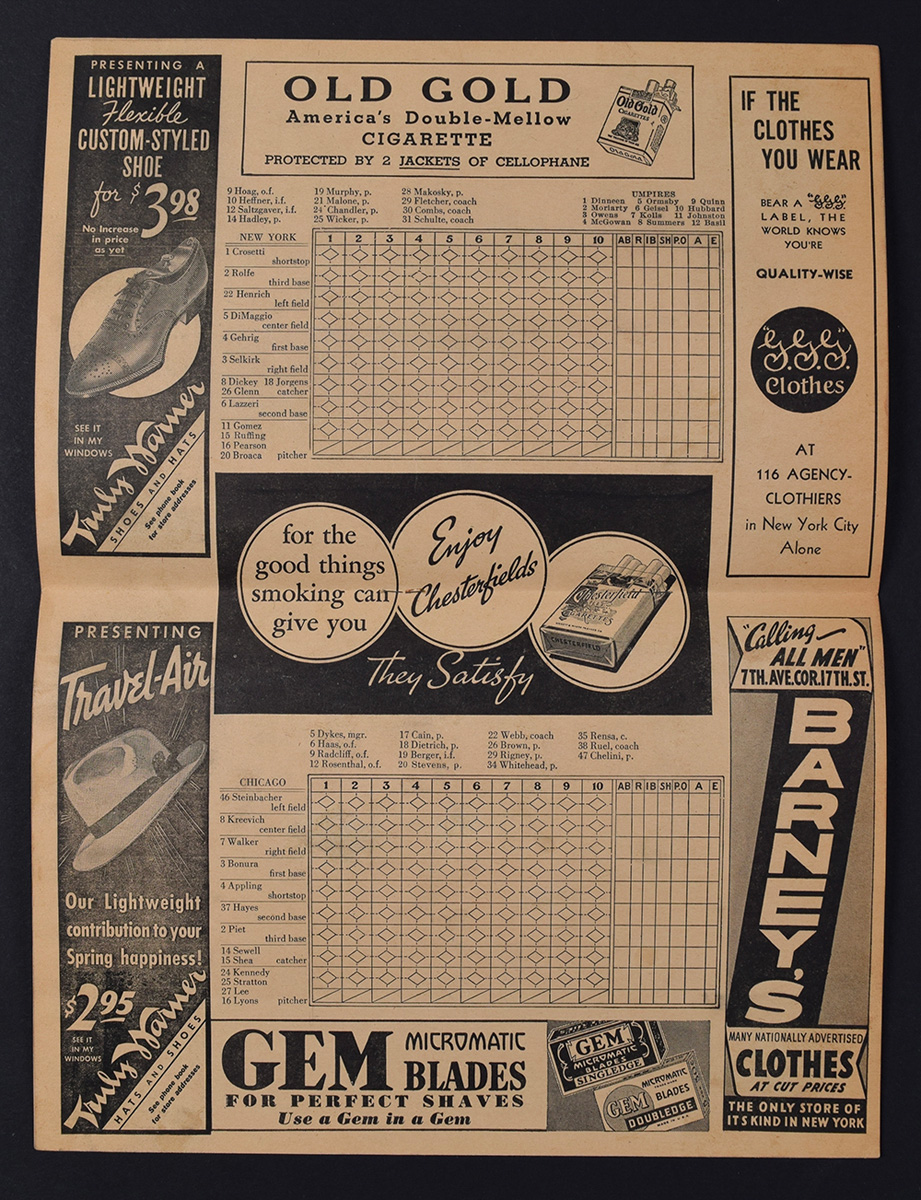 PRESENTING A
LIGHTWEIGHT
Flexible
CUSTOM-STYLED
SHOE
for $3.98
No Increase
in price
as yet
SEE IT
IN MY
WINDOWS
Truly Warner
SHOES AND HATS
See phone book
for store addresses
OLD GOLD
America's Double-Mellow
CIGARETTE
PROTECTED BY 2 JACKETS OF CELLOPHANE
Old Gold
CIGARETTES
OLD GOLD
9 Hoag, o.f. 19 Murphy, p. 28 Makosky, p.
10 Heffner, i.f. 21 Malone, p. 29 Fletcher, coach
12 Saltzgaver, i.f. 24 Chandler, p. 30 Combs, coach
14 Hadley, p. 25 Wicker, p. 31 Schulte, coach
UMPIRES
1 Dinneen 5 Ormsby 9 Quinn
2 Moriarty 6 Geisel 10 Hubbard
3 Owens 7 Kolls 11 Johnston
4 McGowan 8 Summers 12 Basil
NEW YORK 1 2 3 4 5 6 7 8 9 10 AB R IB SH P.O A E
1 Crosetti
shortstop
2 Rolfe
third base
22 Henrich
left field
5 DiMaggio
center field
4 Gehrig
first base
3 Selkirk
right field
8 Dickey 18 Jorgens
26 Glenn catcher
6 Lazzeri
second base
11 Gomez
15 Ruffing
16 Pearson
20 Broaca pitcher
IF THE
CLOTHES
YOU WEAR
BEAR A "GGG"
LABEL, THE
WORLD KNOWS
YOU'RE
QUALITY-WISE
"G.G.G."
Clothes
AT
116 AGENCY-
CLOTHIERS
in New York City
Alone
for the
good things
smoking can
give you
Enjoy
Chesterfields
They Satisfy
Chesterfield
CIGARETTES
CHESTERFIELD
PRESENTING
Travel-Air
Our Lightweight
contribution to your
Spring happiness!
$2.95
SEE IT
IN MY
WINDOWS
Truly Warner
HATS AND SHOES
See phone book
for store addresses
5 Dykes, mgr. 17 Cain, p. 22 Webb, coach 35 Rensa, c.
6 Haas, o.f. 18 Dietrich, p. 26 Brown, p. 38 Ruel, coach
9 Radcliff, o.f. 19 Berger, i.f. 29 Rigney, p. 47 Chelini, p.
12 Rosenthal, o.f. 20 Stevens, p. 34 Whitehead, p.
CHICAGO 1 2 3 4 5 6 7 8 9 10 AB R IB SH P.O A E
46 Steinbacher
left field
8 Kreevich
center field
7 Walker
right field
3 Bonura
first base
4 Appling
shortstop
37 Hayes
second base
2 Piet
third base
14 Sewell
15 Shea catcher
24 Kennedy
25 Stratton
27 Lee
16 Lyons pitcher
"Calling
ALL MEN"
7TH.AVE.COR.17TH.ST.
BARNEY'S
MANY NATIONALLY ADVERTISED
CLOTHES
AT CUT PRICES
THE ONLY STORE OF
ITS KIND IN NEW YORK
GEM MICROMATIC
BLADES
FOR PERFECT SHAVES
Use a Gem in a Gem
GEM
MICROMATIC
BLADES
SINGLEDGE
MICROMATIC
GEM BLADES
DOUBLEDGE